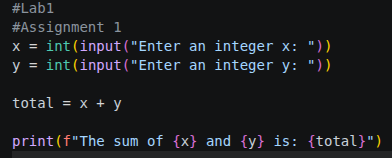 #Lab1
#Assignment 1
x = int(input("Enter an integer x: "))
y = int(input("Enter an integer y: "))
total = x + y
print(f"The sum of {x} and {y} is: {total}")